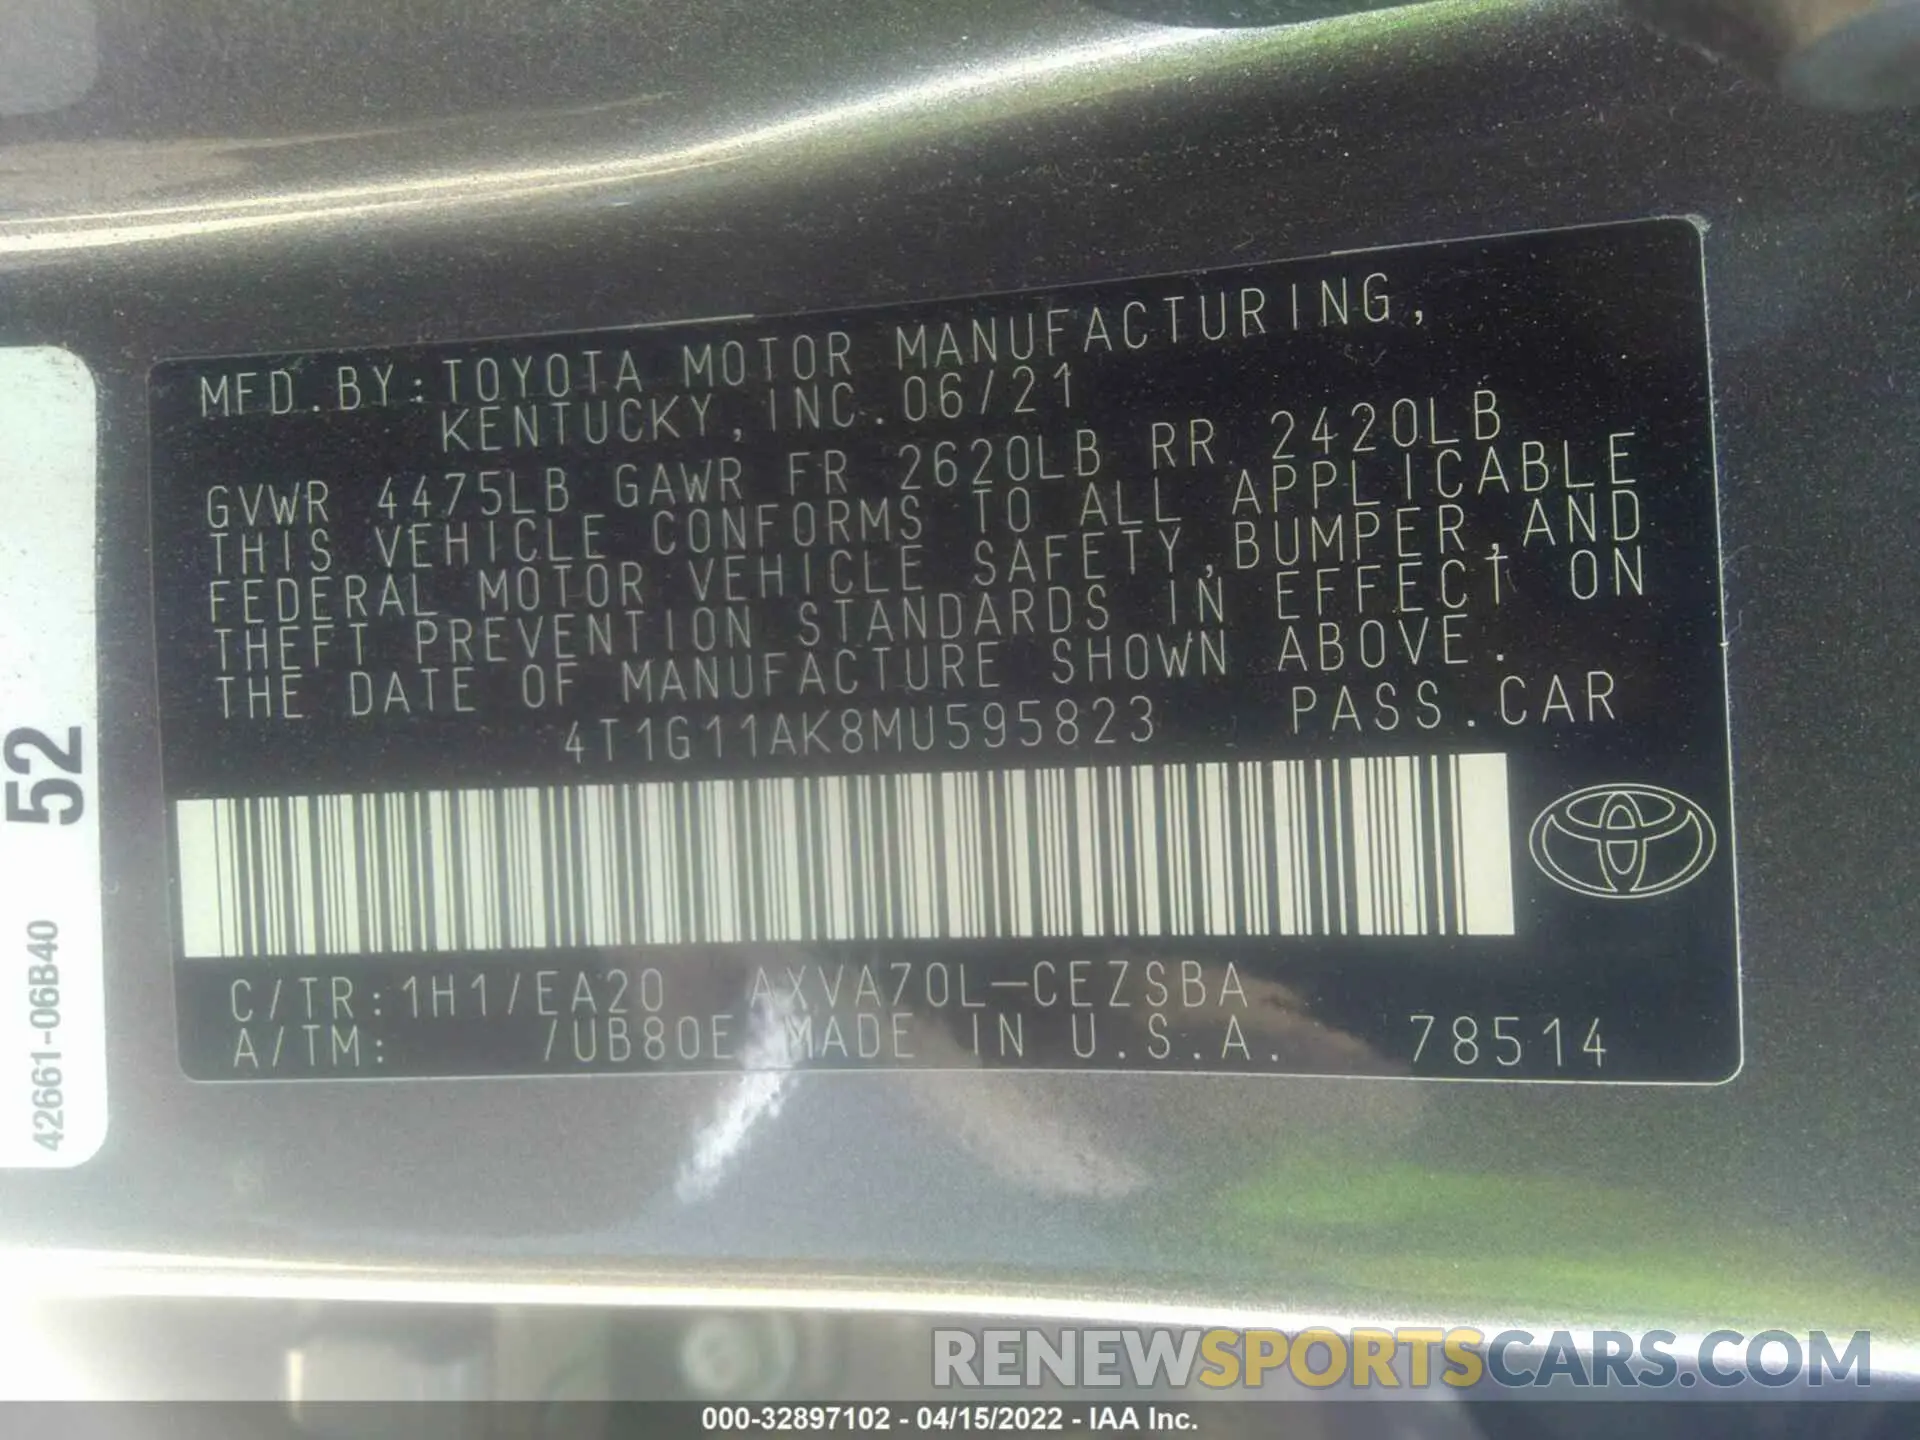 MFD.BY:TOYOTA MOTOR MANUFACTURING,
KENTUCKY,INC.06/21
GVWR 4475LB GAWR FR 2620LB RR 2420LB
THIS VEHICLE CONFORMS TO ALL APPLICABLE
FEDERAL MOTOR VEHICLE SAFETY,BUMPER,AND
THEFT PREVENTION STANDARDS IN EFFECT ON
THE DATE OF MANUFACTURE SHOWN ABOVE.
4T1G11AK8MU595823 PASS.CAR
C/TR:1H1/EA20 AXVA70L-CEZSBA
A/TM: /UB80E MADE IN U.S.A. 78514
52
42661-06B40
RENEWSPORTSCARS.COM
000-32897102 - 04/15/2022 - IAA Inc.